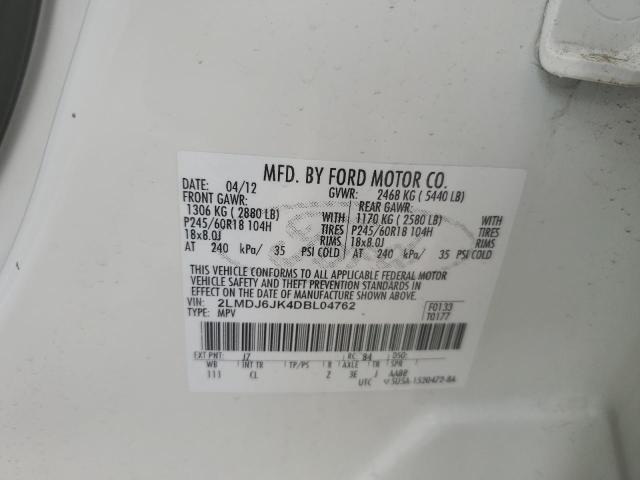 MFD. BY FORD MOTOR CO.
DATE: 04/12 GVWR: 2468 KG ( 5440 LB)
FRONT GAWR: REAR GAWR:
1306 KG ( 2880 LB) WITH 1170 KG ( 2580 LB) WITH
P245/60R18 104H TIRES P245/60R18 104H TIRES
18x8.0J RIMS 18x8.0J RIMS
AT 240 kPa/ 35 PSI COLD AT 240 kPa/ 35 PSI COLD
THIS VEHICLE CONFORMS TO ALL APPLICABLE FEDERAL MOTOR
VEHICLE SAFETY AND THEFT PREVENTION STANDARDS IN
EFFECT ON THE DATE OF MANUFACTURE SHOWN ABOVE.
VIN: 2LMDJ6JK4DBL04762 F0133
TYPE: MPV T0177
EXT PNT: J7 RC: 84 DSO:
WB INT TR TP/PS R AXLE TR SPR
111 CL 2 3E J AABB
UTC